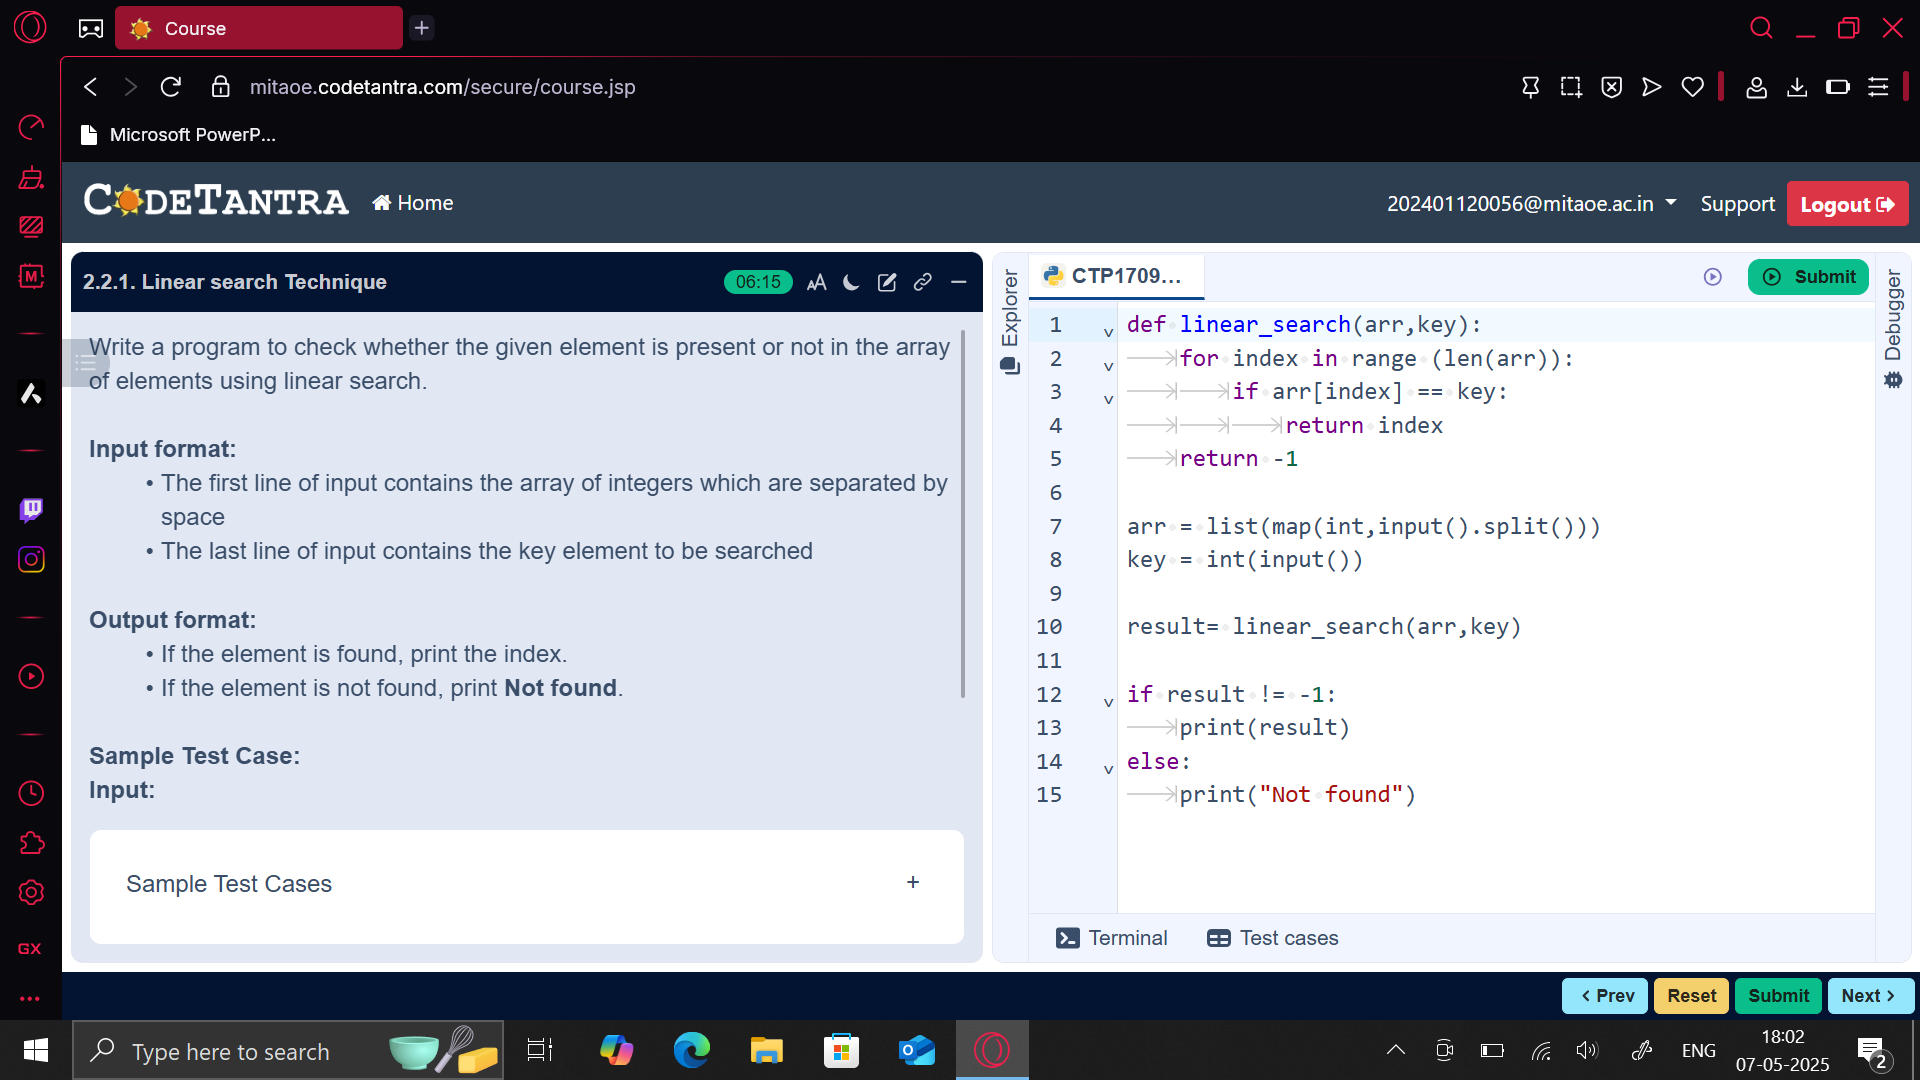 Course
mitaoe.codetantra.com/secure/course.jsp
Microsoft PowerP...
CODETANTRA
Home
202401120056@mitaoe.ac.in
Support
Logout
2.2.1. Linear search Technique
06:15
AA
Write a program to check whether the given element is present or not in the array
of elements using linear search.
Input format:
• The first line of input contains the array of integers which are separated by
space
• The last line of input contains the key element to be searched
Output format:
• If the element is found, print the index.
• If the element is not found, print Not found.
Sample Test Case:
Input:
Sample Test Cases
+
Explorer
CTP1709...
Submit
Debugger
1 def linear_search(arr,key):
2 for index in range (len(arr)):
3 if arr[index] == key:
4 return index
5 return -1
6
7 arr = list(map(int,input().split()))
8 key = int(input())
9
10 result= linear_search(arr,key)
11
12 if result != -1:
13 print(result)
14 else:
15 print("Not found")
Terminal
Test cases
< Prev
Reset
Submit
Next >
M
GX
Type here to search
ENG
18:02
07-05-2025
2